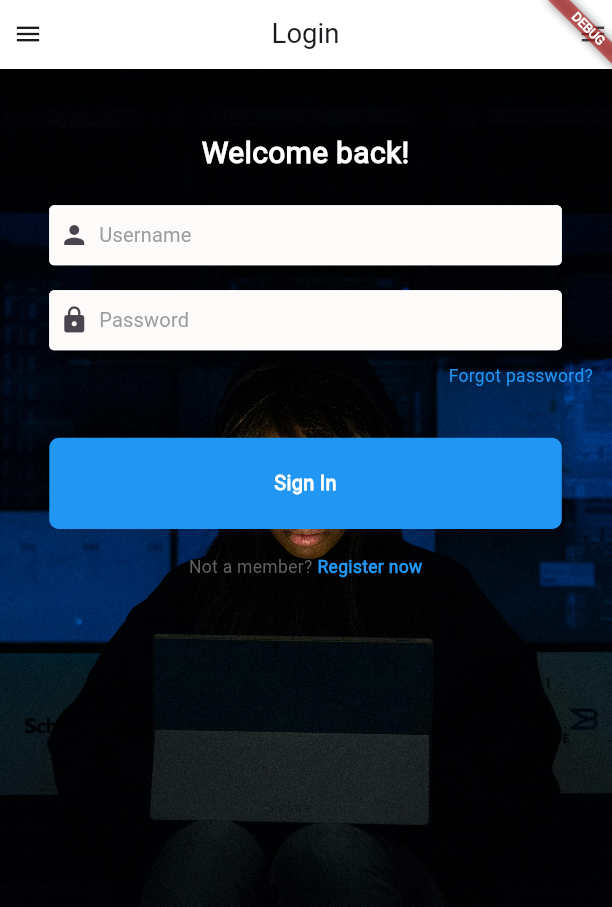 Login
DEBUG
Welcome back!
Username
Password
Forgot password?
Sign In
Not a member? Register now